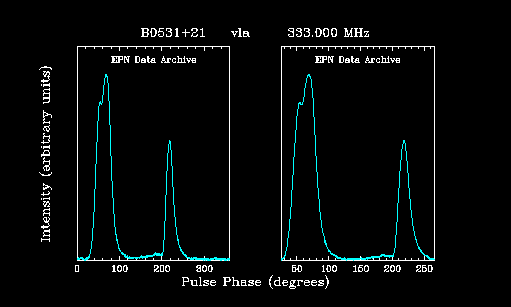 B0531+21 vla 333.000 MHz
EPN Data Archive EPN Data Archive
Intensity (arbitrary units)
0 100 200 300 50 100 150 200 250
Pulse Phase (degrees)